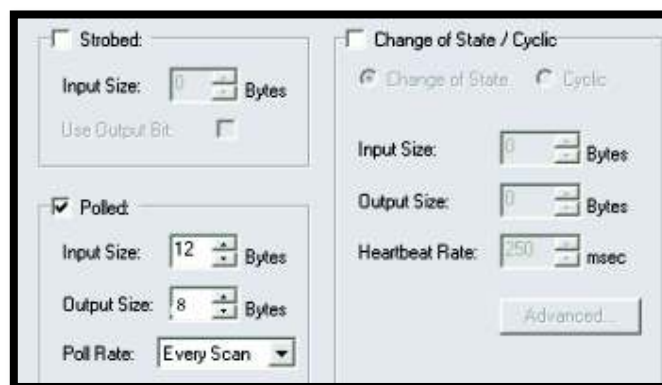 Strobed:
Input Size: 0 Bytes
Use Output Bit:
Polled:
Input Size: 12 Bytes
Output Size: 8 Bytes
Poll Rate: Every Scan
Change of State / Cyclic
Change of State Cyclic
Input Size: 0 Bytes
Output Size: 0 Bytes
Heartbeat Rate: 250 msec
Advanced...